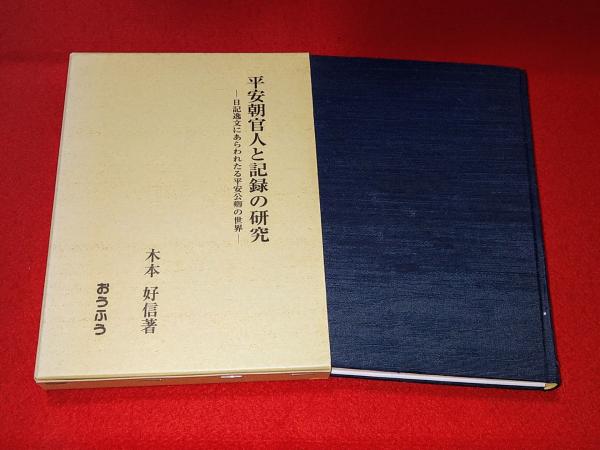 平安朝官人と記録の研究
―日記逸文にあらわれたる平安公卿の世界―
木本 好信著
おうふう